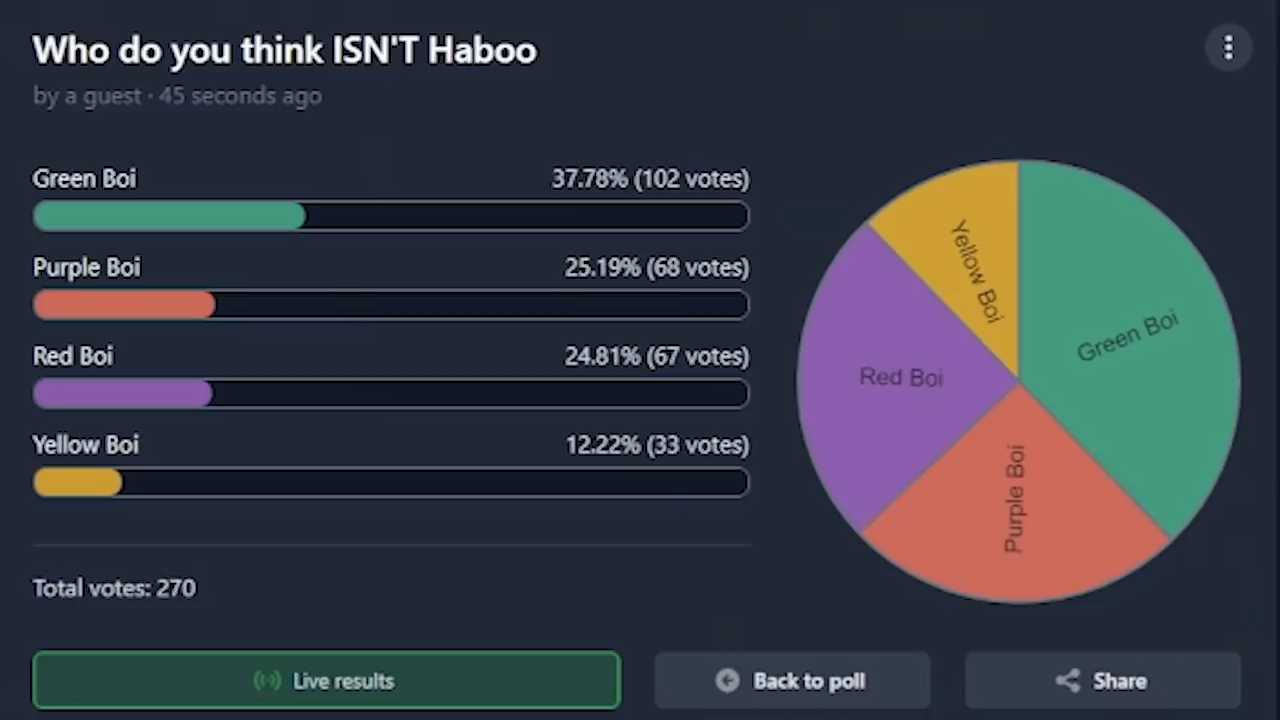 Who do you think ISN'T Haboo
by a guest · 45 seconds ago
Green Boi 37.78% (102 votes)
Purple Boi 25.19% (68 votes)
Red Boi 24.81% (67 votes)
Yellow Boi 12.22% (33 votes)
Total votes: 270
Yellow Boi
Green Boi
Red Boi
Purple Boi
Live results
Back to poll
Share